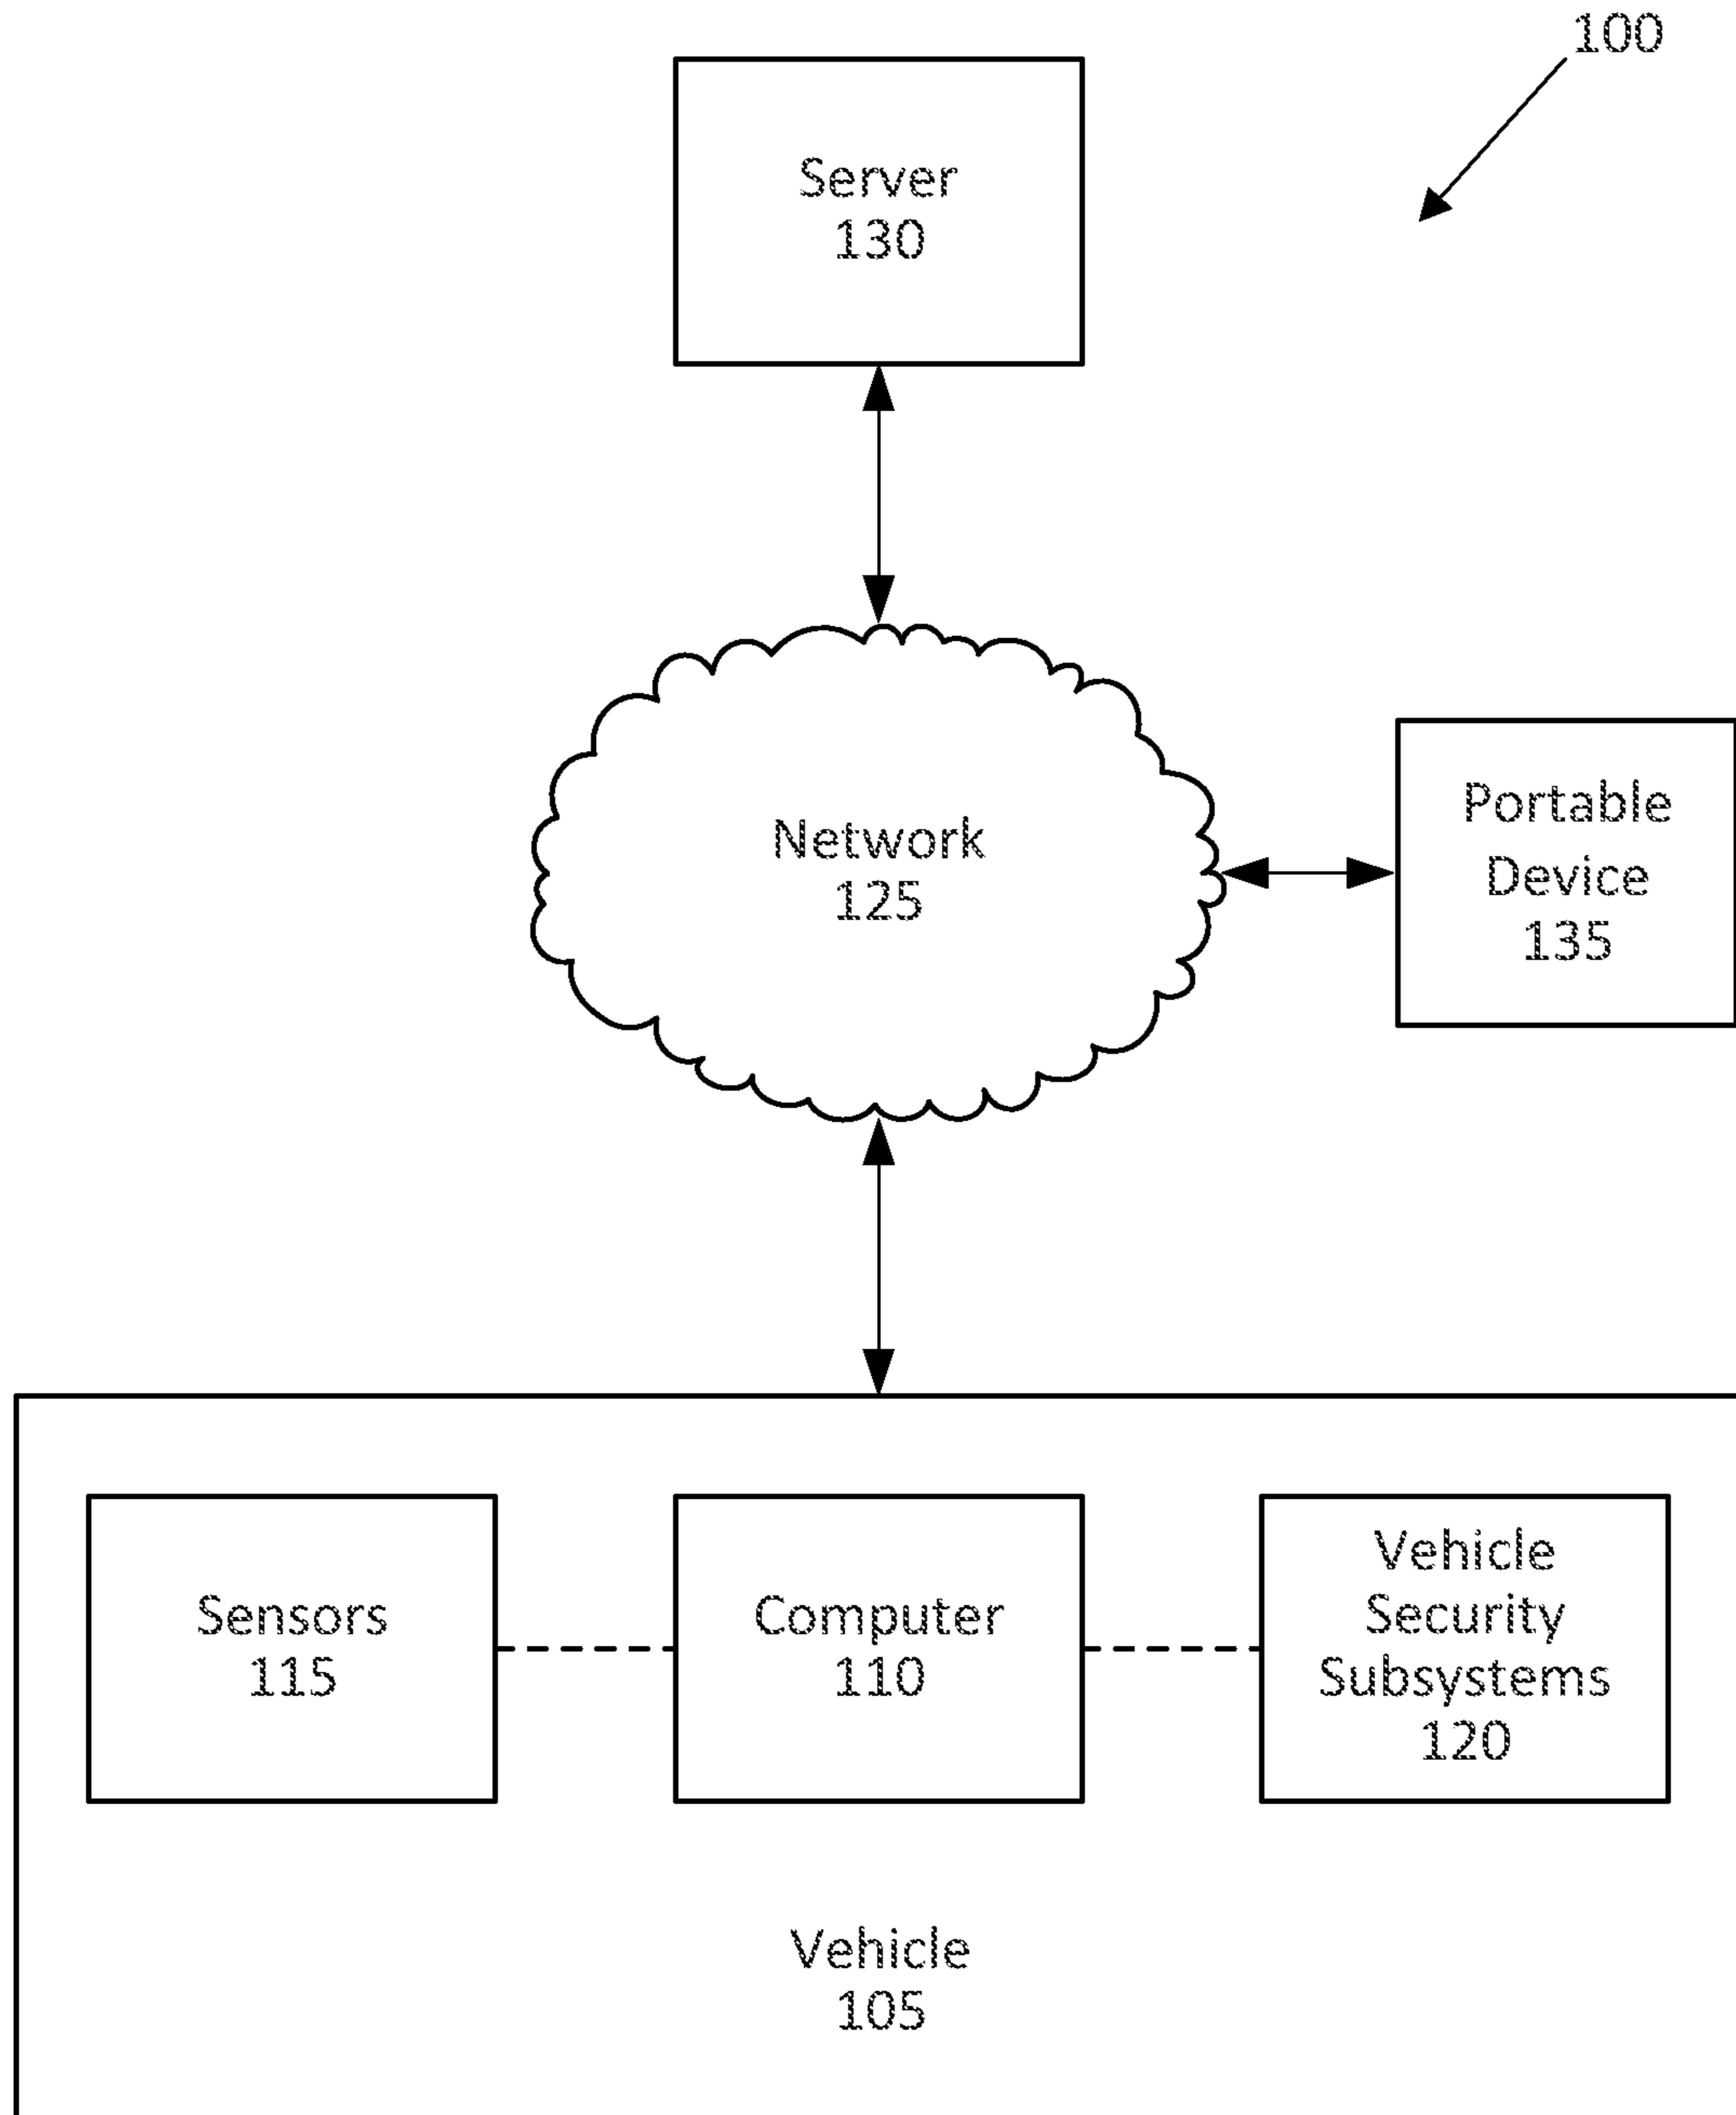 100
Server
130
Network
125
Portable
Device
135
Sensors
115
Computer
110
Vehicle
Security
Subsystems
120
Vehicle
105